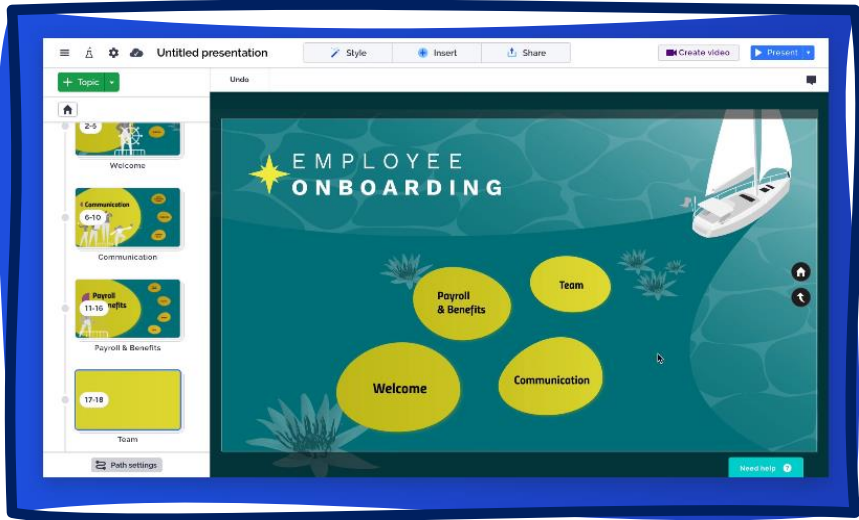 Untitled presentation
Style
Insert
Share
Create video
Present
+ Topic
Undo
2-5
Welcome
Communication
6-10
Communication
Payroll
11-16
Payroll & Benefits
17-18
Team
Path settings
EMPLOYEE
ONBOARDING
Team
Payroll
& Benefits
Welcome
Communication
Need help ?